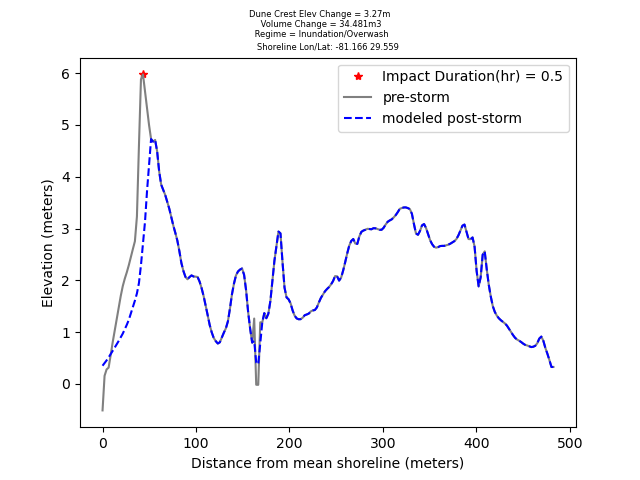 Dune Crest Elev Change = 3.27m
Volume Change = 34.481m3
Regime = Inundation/Overwash
Shoreline Lon/Lat: -81.166 29.559
Impact Duration(hr) = 0.5
pre-storm
modeled post-storm
Elevation (meters)
6
5
4
3
2
1
0
0 100 200 300 400 500
Distance from mean shoreline (meters)